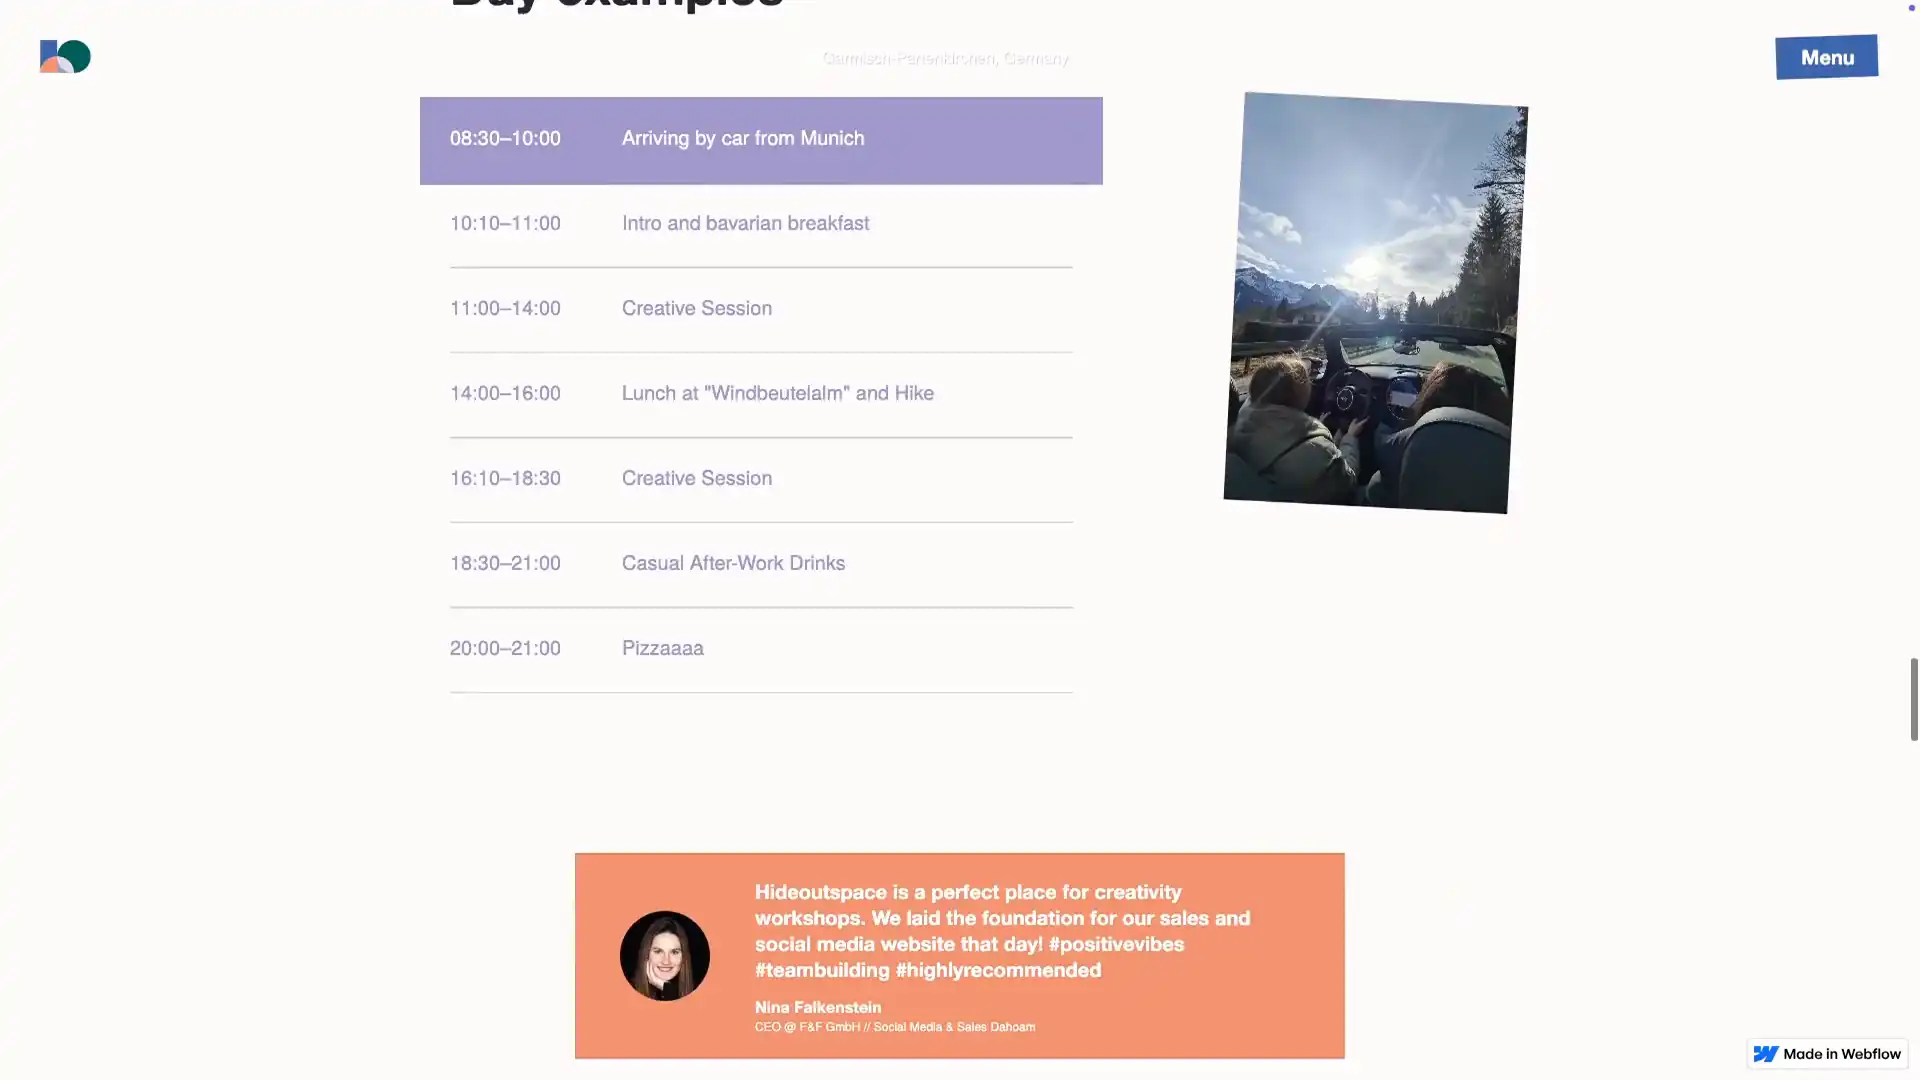 Day examples
Garmisch-Partenkirchen, Germany
Menu
08:30–10:00 Arriving by car from Munich
10:10–11:00 Intro and bavarian breakfast
11:00–14:00 Creative Session
14:00–16:00 Lunch at "Windbeutelalm" and Hike
16:10–18:30 Creative Session
18:30–21:00 Casual After-Work Drinks
20:00–21:00 Pizzaaaa
Hideoutspace is a perfect place for creativity
workshops. We laid the foundation for our sales and
social media website that day! #positivevibes
#teambuilding #highlyrecommended
Nina Falkenstein
CEO @ F&F GmbH // Social Media & Sales Dahoam
Made in Webflow